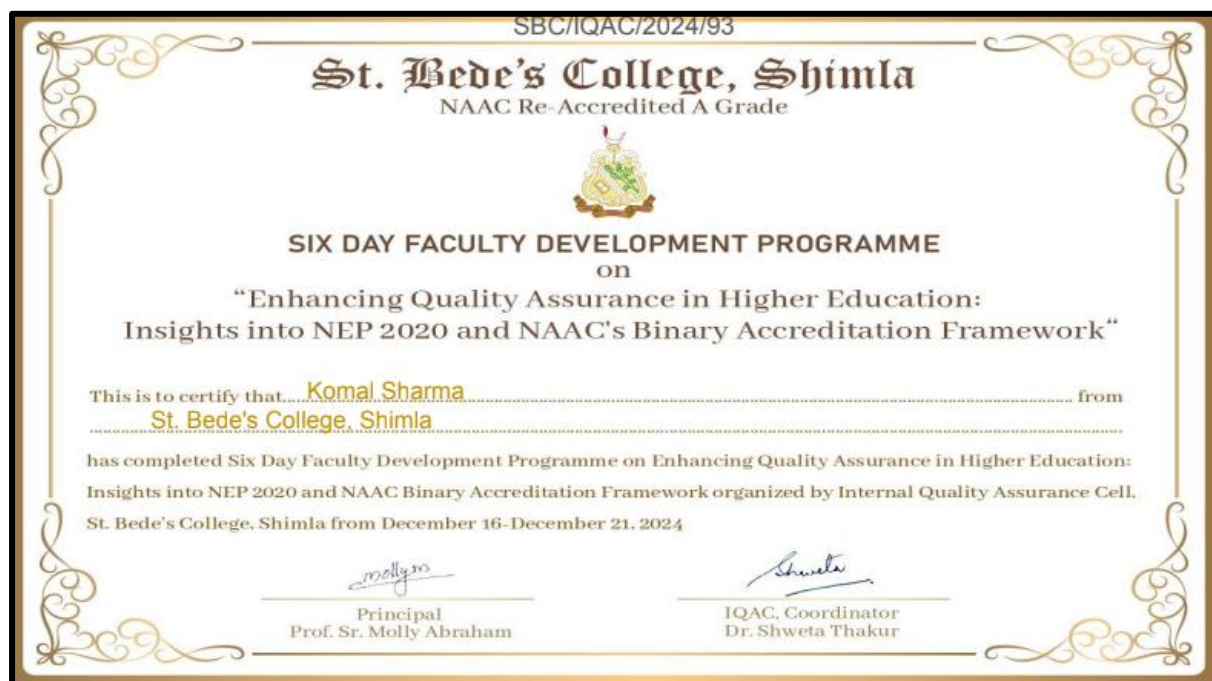 SBC/IQAC/2024/93
St. Bede's College, Shimla
NAAC Re-Accredited A Grade
SIX DAY FACULTY DEVELOPMENT PROGRAMME
on
“Enhancing Quality Assurance in Higher Education:
Insights into NEP 2020 and NAAC's Binary Accreditation Framework“
This is to certify that Komal Sharma from
St. Bede's College, Shimla
has completed Six Day Faculty Development Programme on Enhancing Quality Assurance in Higher Education:
Insights into NEP 2020 and NAAC Binary Accreditation Framework organized by Internal Quality Assurance Cell,
St. Bede's College, Shimla from December 16-December 21, 2024
mollym Shweta
Principal IQAC, Coordinator
Prof. Sr. Molly Abraham Dr. Shweta Thakur